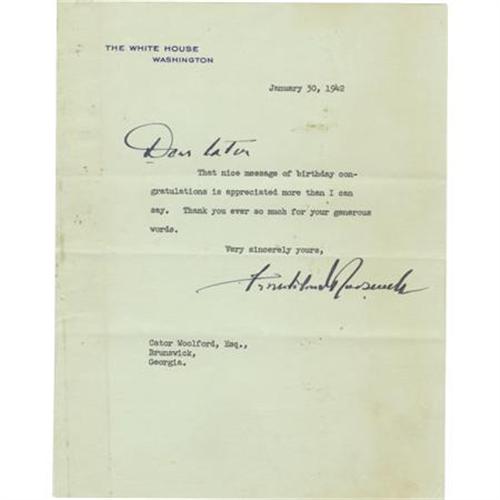 THE WHITE HOUSE
WASHINGTON
January 30, 1942
Dear Cator
That nice message of birthday con-
gratulations is appreciated more than I can
say. Thank you ever so much for your generous
words.
Very sincerely yours,
Franklin D Roosevelt
Cator Woolford, Esq.,
Brunswick,
Georgia.